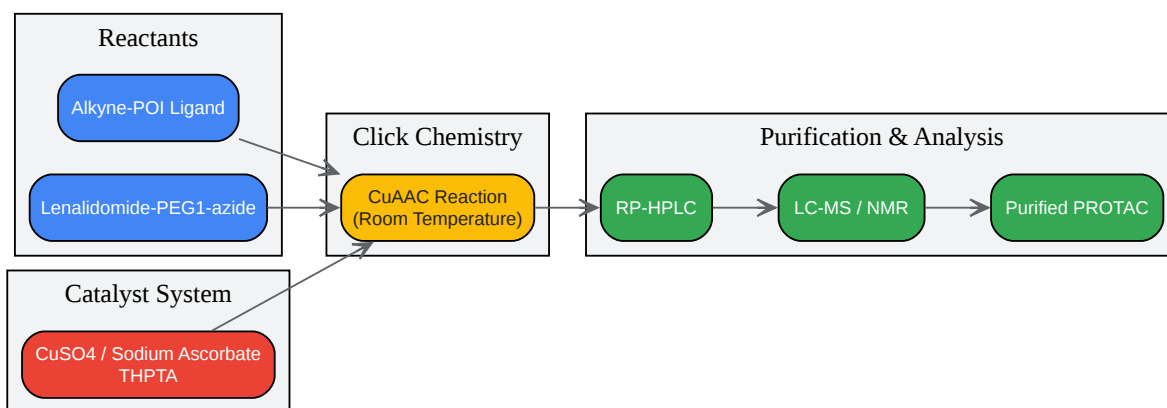 Reactants
Alkyne-POI Ligand
Lenalidomide-PEG1-azide
Catalyst System
CuSO4 / Sodium Ascorbate
THPTA
Click Chemistry
CuAAC Reaction
(Room Temperature)
Purification & Analysis
RP-HPLC
LC-MS / NMR
Purified PROTAC